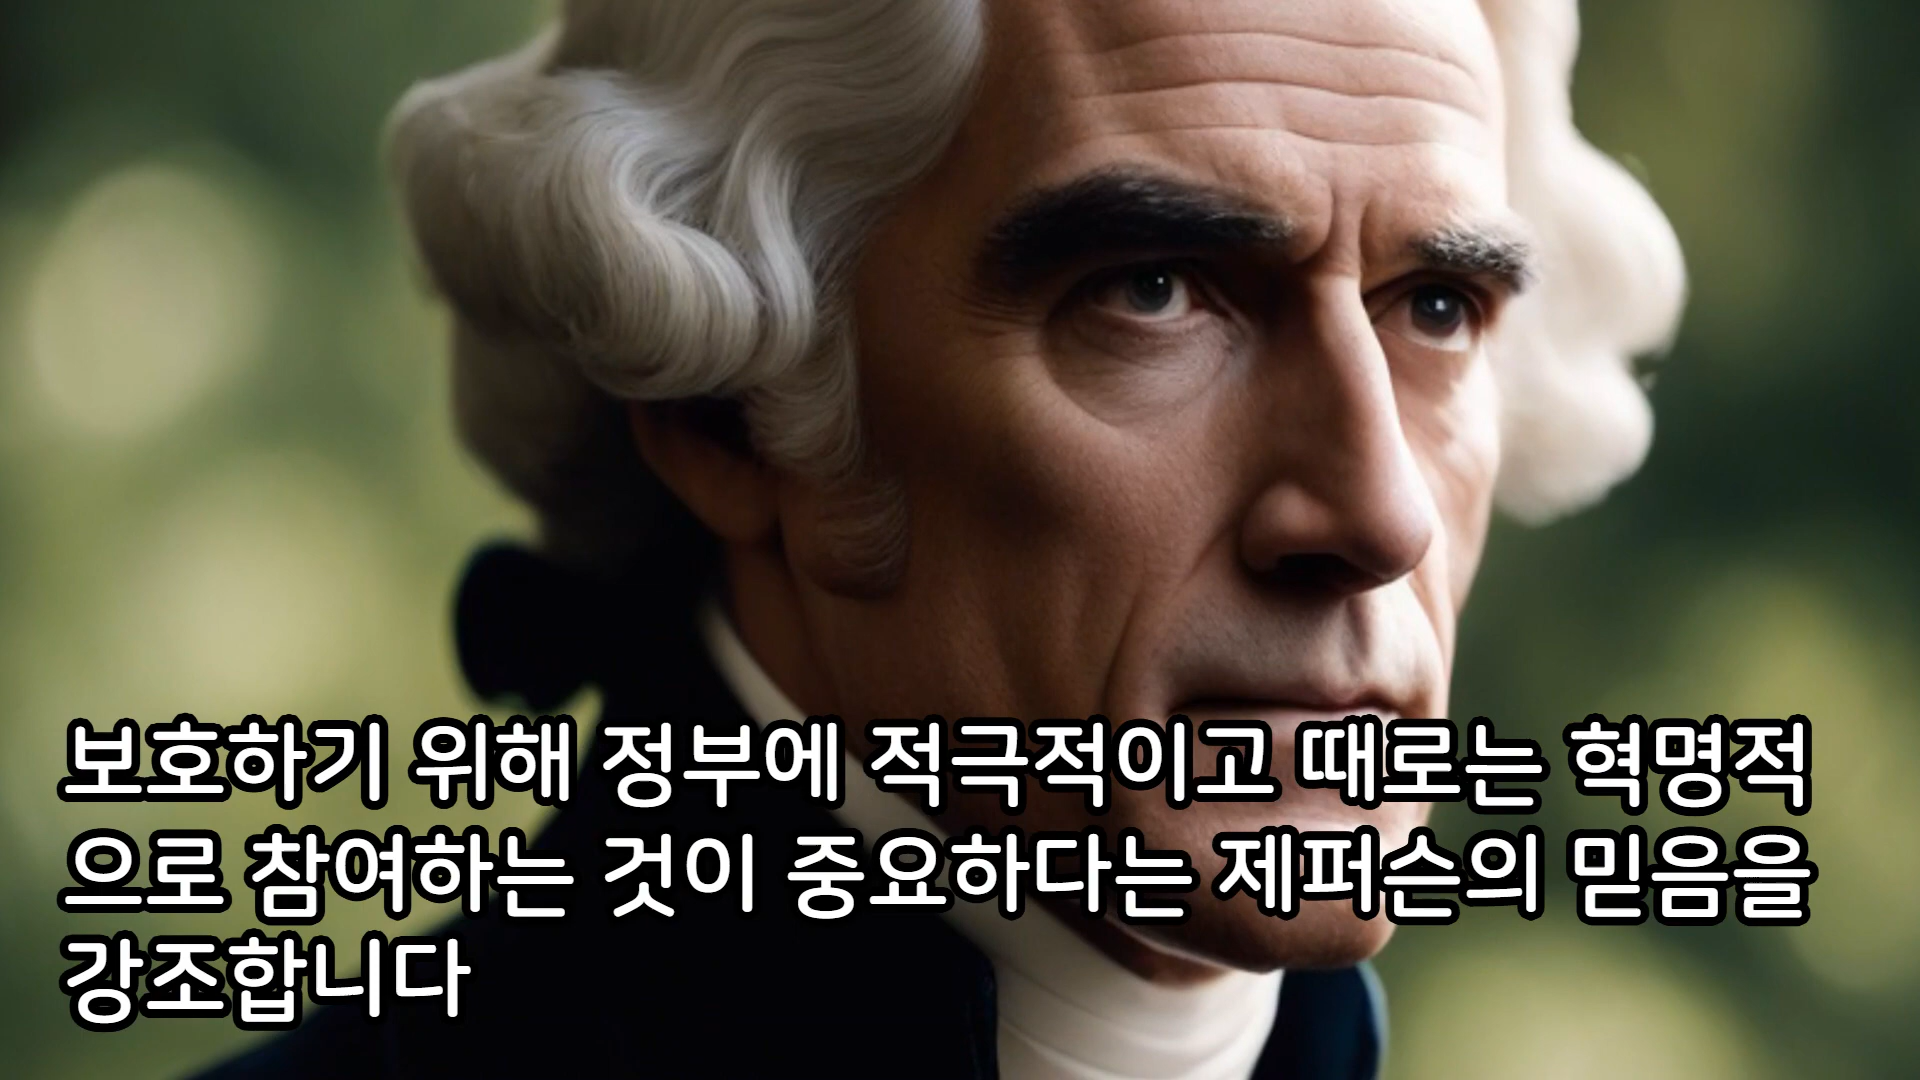 보호하기 위해 정부에 적극적이고 때로는 혁명적
으로 참여하는 것이 중요하다는 제퍼슨의 믿음을
강조합니다